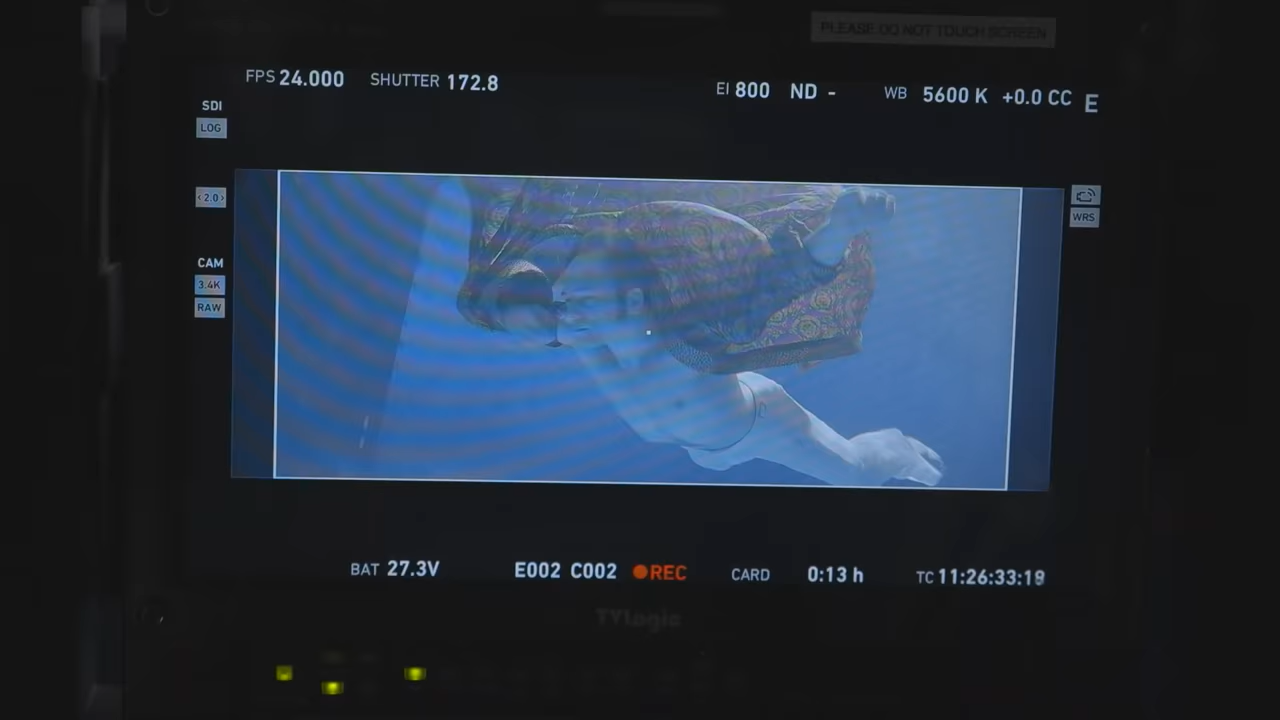 PLEASE DO NOT TOUCH SCREEN
FPS 24.000 SHUTTER 172.8 EI 800 ND - WB 5600 K +0.0 CC E
SDI
LOG
<2.0>
WRS
CAM
3.4K
RAW
BAT 27.3V E002 C002 REC CARD 0:13 h TC 11:26:33:19
TVLogic